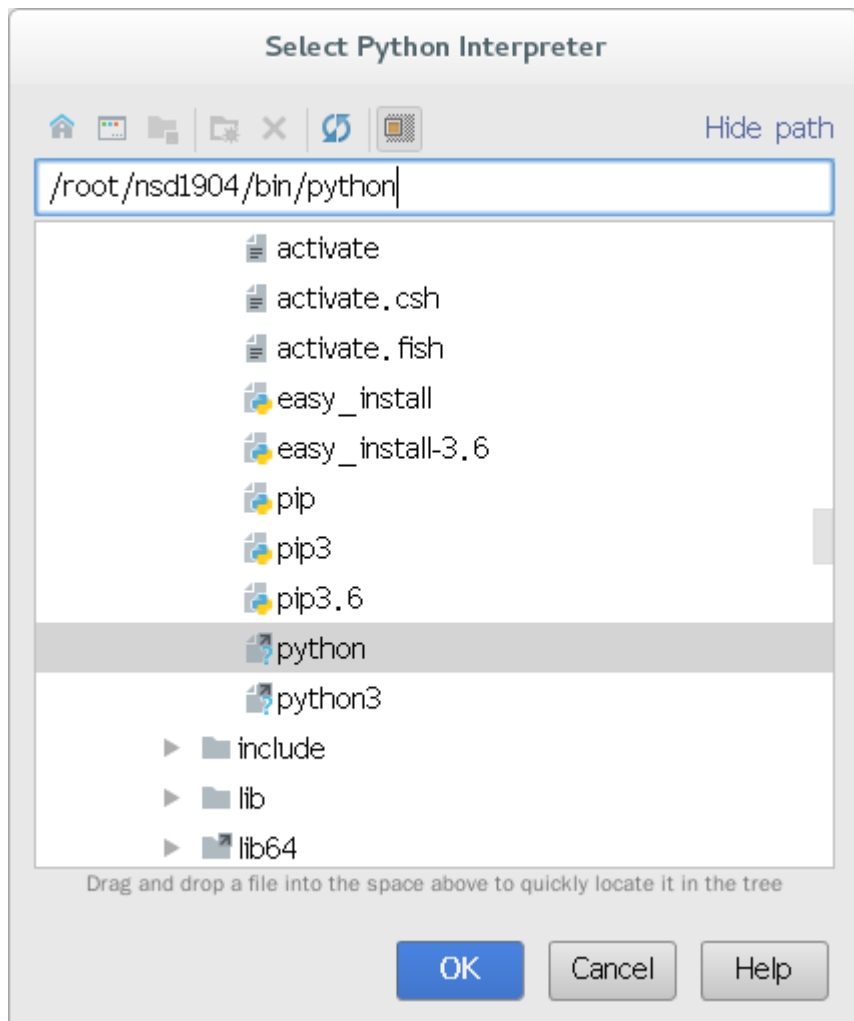 Select Python Interpreter
Hide path
/root/nsd1904/bin/python
activate
activate.csh
activate.fish
easy_install
easy_install-3.6
pip
pip3
pip3.6
python
python3
include
lib
lib64
Drag and drop a file into the space above to quickly locate it in the tree
OK Cancel Help